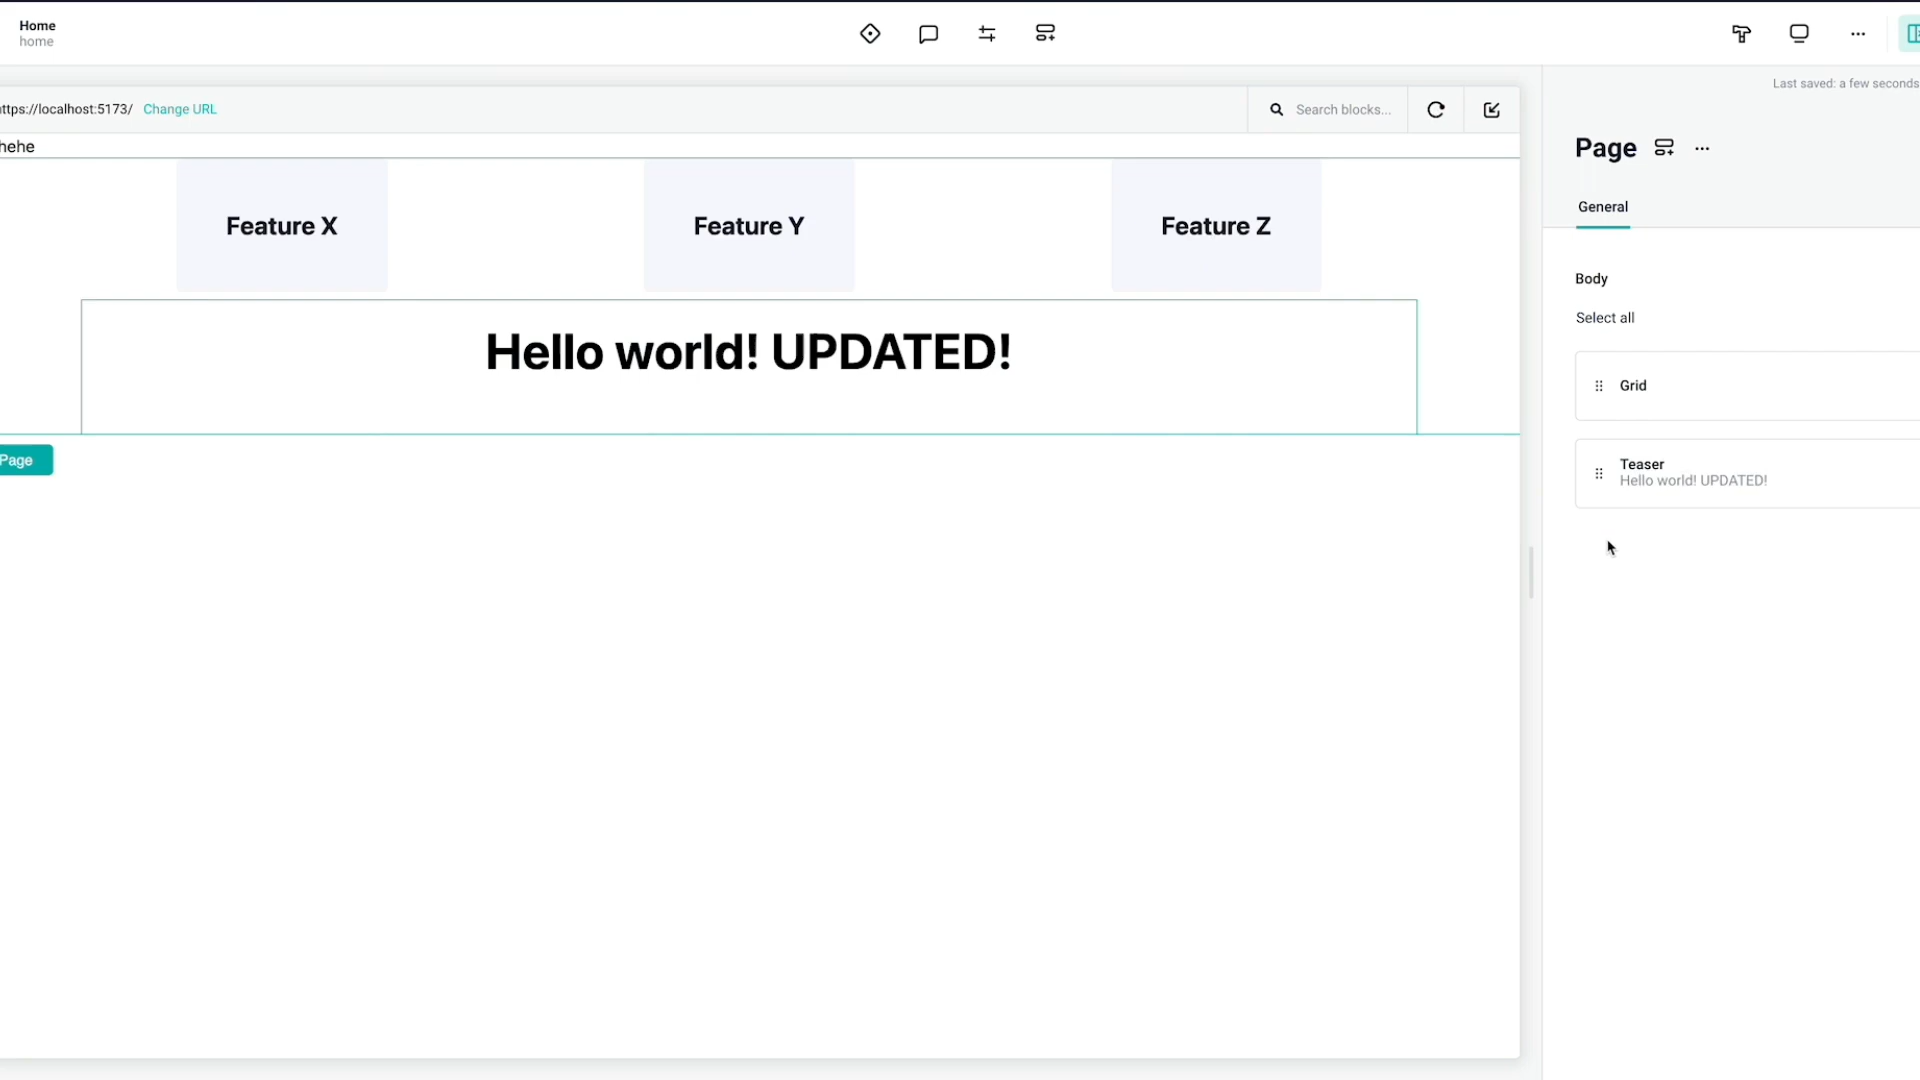 Home
home
Last saved: a few seconds
ttps://localhost:5173/ Change URL
Search blocks...
hehe
Page
General
Feature X
Feature Y
Feature Z
Body
Select all
Hello world! UPDATED!
Grid
Page
Teaser
Hello world! UPDATED!